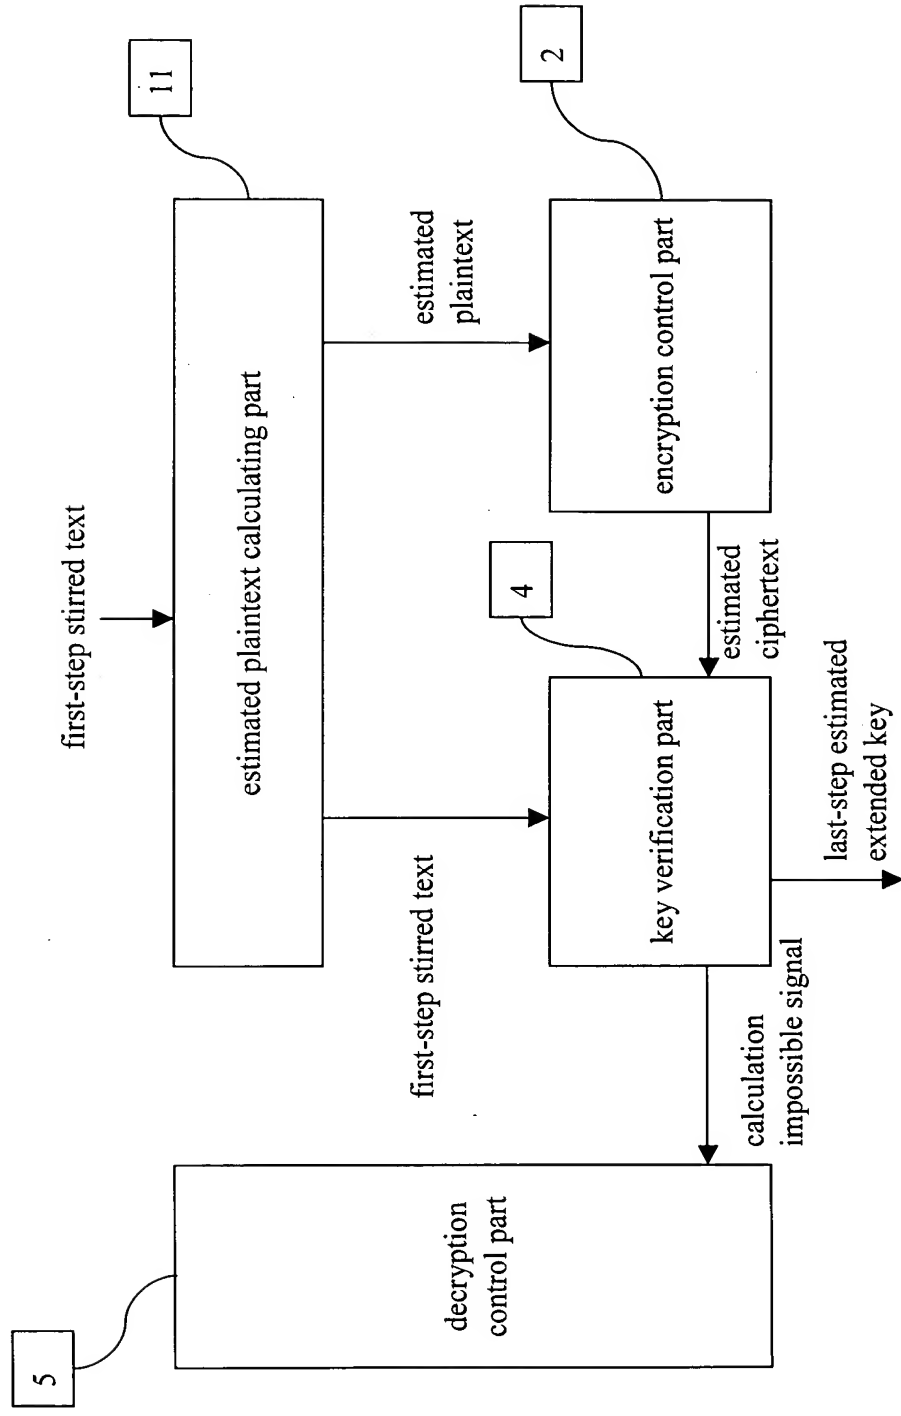 5
decryption
control part
first-step stirred text
estimated plaintext calculating part
11
first-step stirred text
estimated
plaintext
4
2
key verification part
encryption control part
calculation
impossible signal
estimated
ciphertext
last-step estimated
extended key